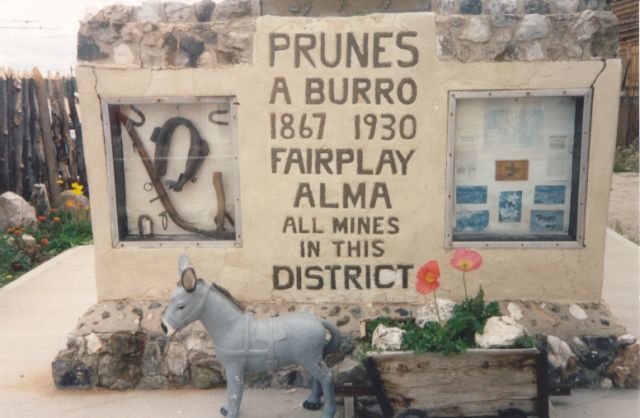 PRUNES
A BURRO
1867 1930
FAIRPLAY
ALMA
ALL MINES
IN THIS
DISTRICT